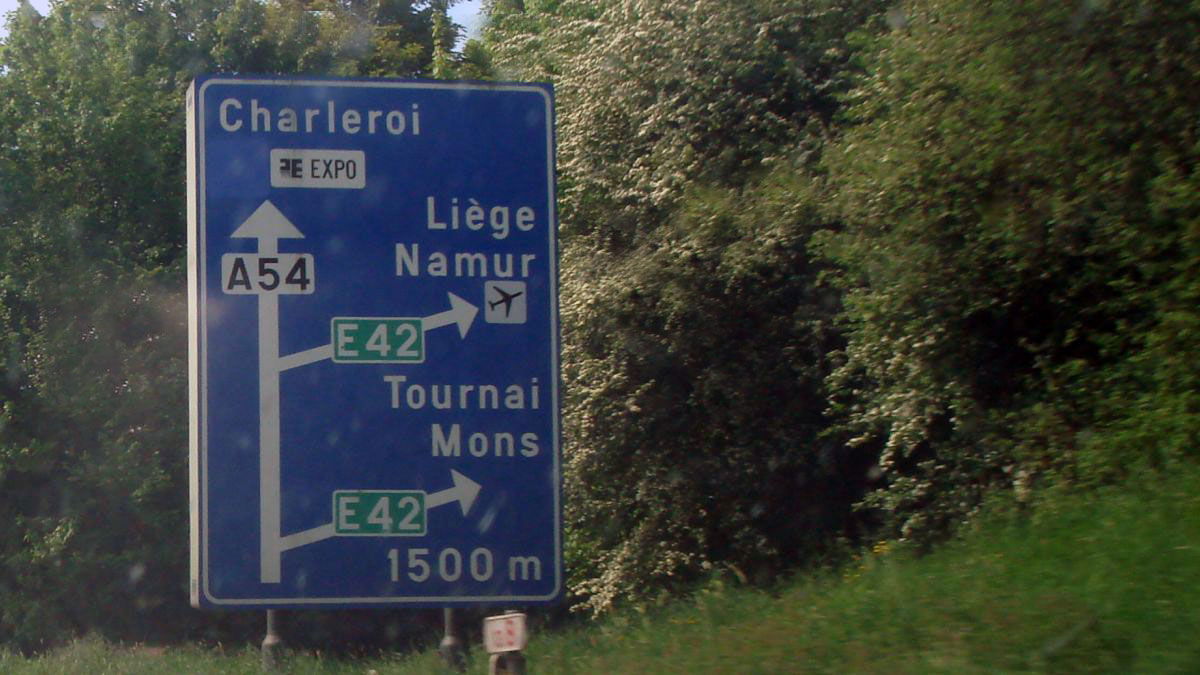 Charleroi
EXPO
Liège
Namur
A54
E42
Tournai
Mons
E42
1500 m